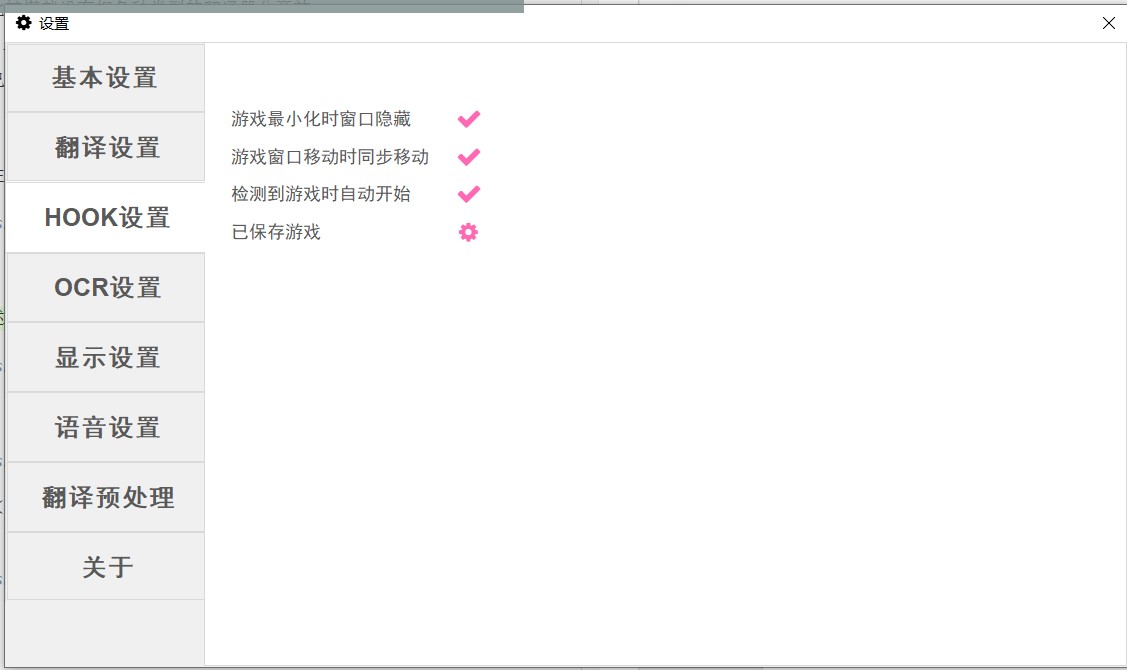 设置
基本设置
翻译设置
HOOK设置
OCR设置
显示设置
语音设置
翻译预处理
关于
游戏最小化时窗口隐藏
游戏窗口移动时同步移动
检测到游戏时自动开始
已保存游戏